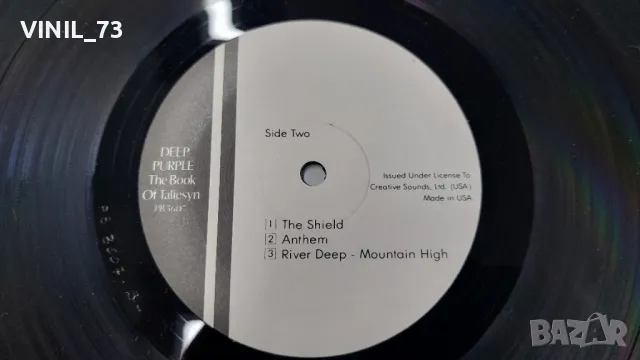 VINIL_73
Side Two
DEEP
PURPLE
The Book
Of Taliesyn
Issued Under License To
Creative Sounds, Ltd. (USA)
Made in USA
1 The Shield
2 Anthem
3 River Deep - Mountain High
BAZAR